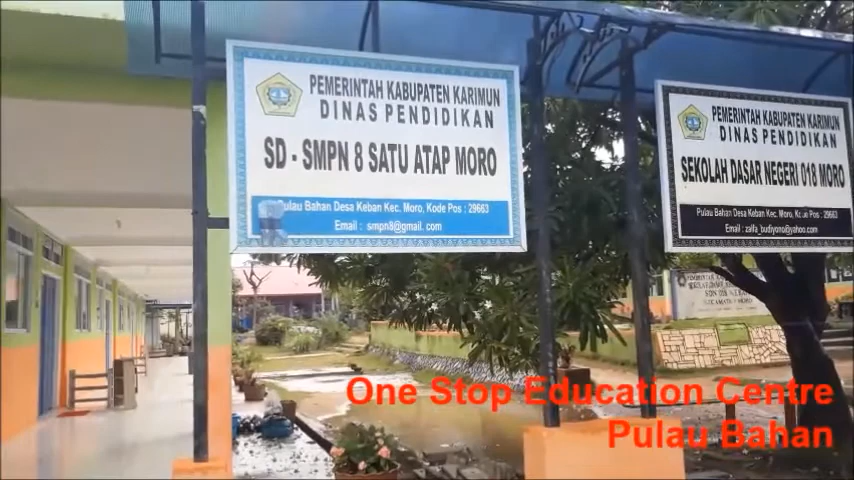 PEMERINTAH KABUPATEN KARIMUN
DINAS PENDIDIKAN
SD - SMPN 8 SATU ATAP MORO
Pulau Bahan Desa Keban Kec. Moro, Kode Pos : 29663
Email : smpn8@gmail.com
PEMERINTAH KABUPATEN KARIMUN
DINAS PENDIDIKAN
SEKOLAH DASAR NEGERI 018 MORO
Pulau Bahan Desa Keban Kec. Moro, Kode Pos : 29663
Email : zaifa_budiyono@yahoo.co.id
One Stop Education Centre
Pulau Bahan